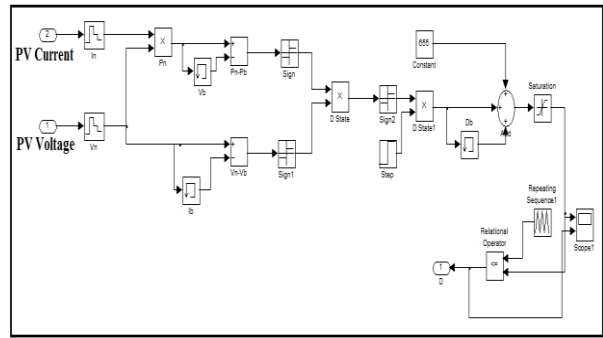 2
PV Current
In
X
Pn
+
-
Vb
Pn-Pb
Sign
655
Constant
Saturation
1
PV Voltage
Vn
+
-
Vn-Vb
Ib
Sign1
X
D State
Sign2
X
D State1
Step
Db
+
+
+
Add
Repeating
Sequence1
Scope1
Relational
Operator
<=
1
D